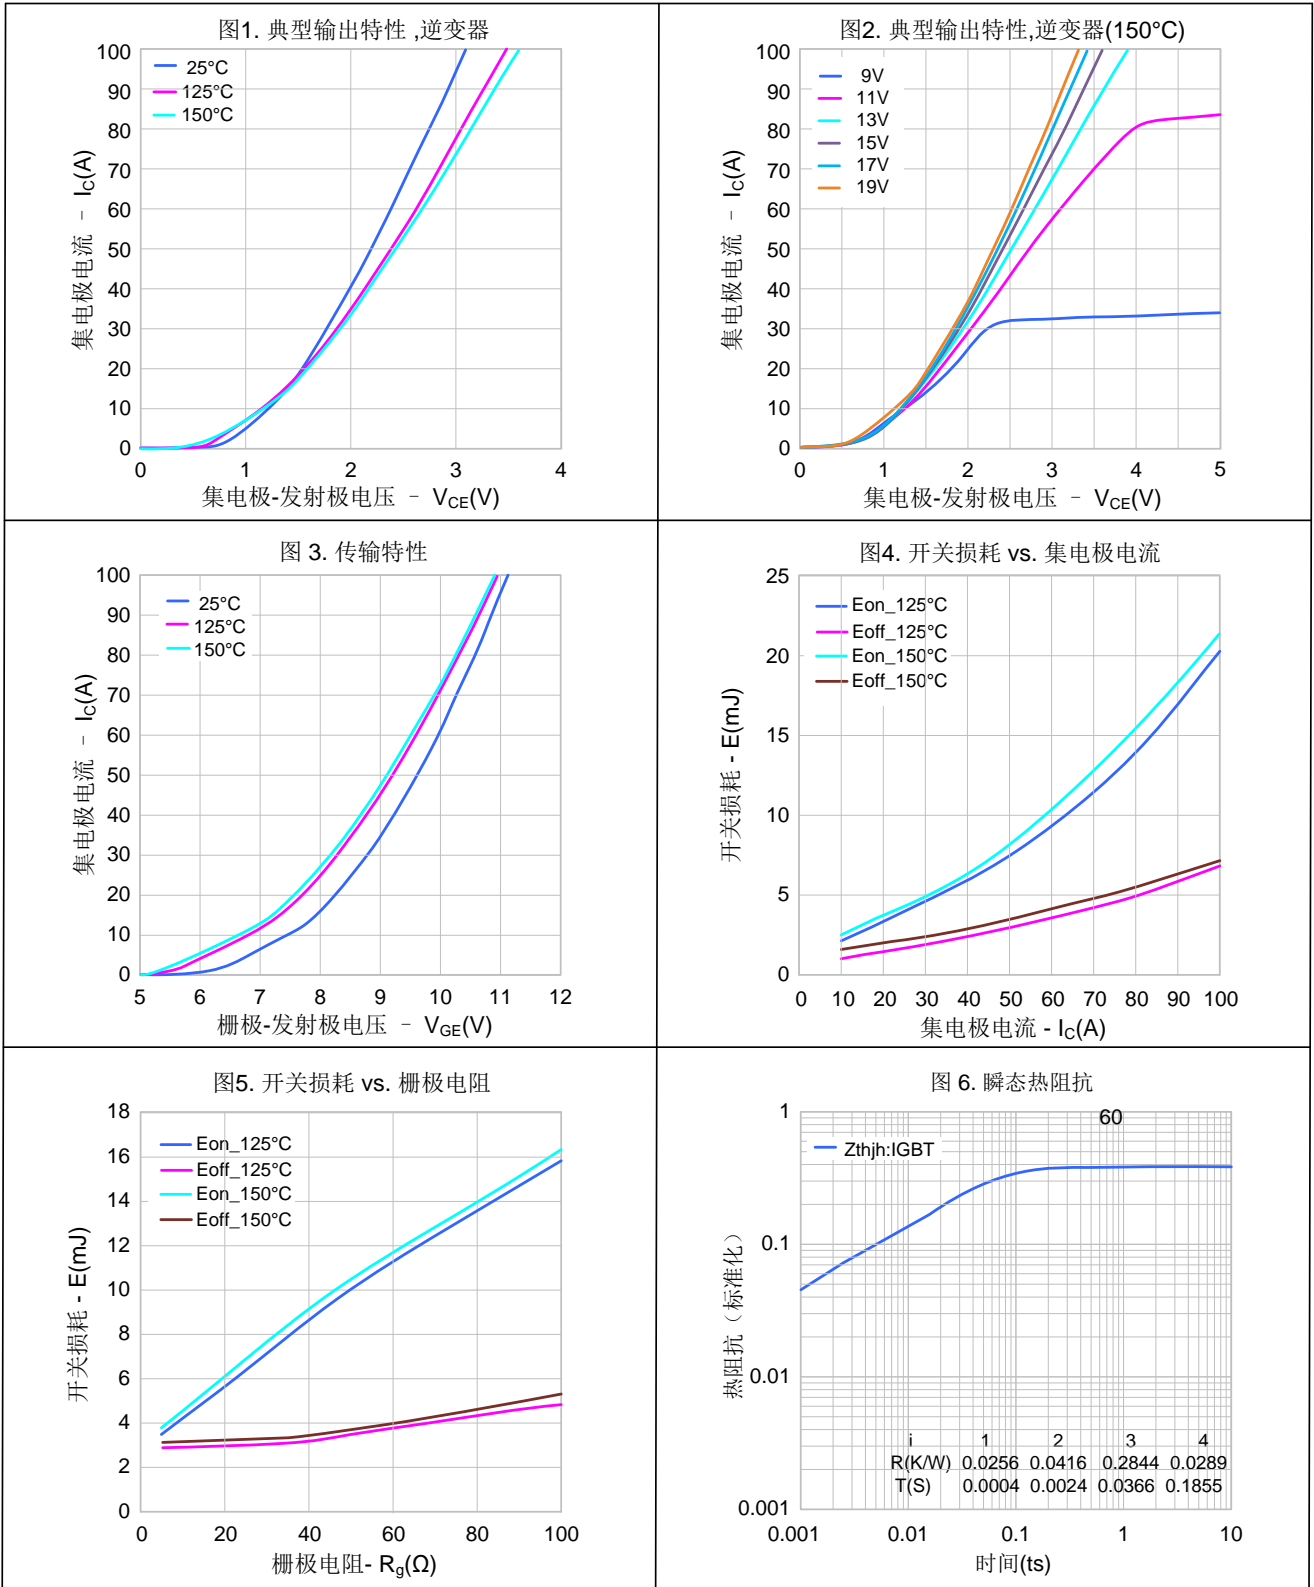 图1. 典型输出特性 ,逆变器
25°C
125°C
150°C
100
90
80
70
60
50
40
30
20
10
0
0 1 2 3 4
集电极电流 - IC(A)
集电极-发射极电压 - VCE(V)
图2. 典型输出特性,逆变器(150°C)
9V
11V
13V
15V
17V
19V
100
90
80
70
60
50
40
30
20
10
0
0 1 2 3 4 5
集电极电流 - IC(A)
集电极-发射极电压 - VCE(V)
图 3. 传输特性
25°C
125°C
150°C
100
90
80
70
60
50
40
30
20
10
0
5 6 7 8 9 10 11 12
集电极电流 - IC(A)
栅极-发射极电压 - VGE(V)
图4. 开关损耗 vs. 集电极电流
Eon_125°C
Eoff_125°C
Eon_150°C
Eoff_150°C
25
20
15
10
5
0
0 10 20 30 40 50 60 70 80 90 100
开关损耗 - E(mJ)
集电极电流 - IC(A)
图5. 开关损耗 vs. 栅极电阻
Eon_125°C
Eoff_125°C
Eon_150°C
Eoff_150°C
18
16
14
12
10
8
6
4
2
0
0 20 40 60 80 100
开关损耗 - E(mJ)
栅极电阻- Rg(Ω)
图 6. 瞬态热阻抗
60
Zthjh:IGBT
1
0.1
0.01
0.001
i 1 2 3 4
R(K/W) 0.0256 0.0416 0.2844 0.0289
T(S) 0.0004 0.0024 0.0366 0.1855
0.001 0.01 0.1 1 10
热阻抗（标准化）
时间(ts)